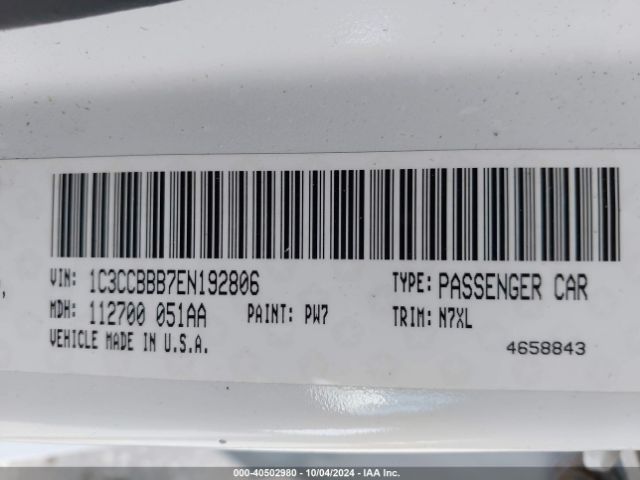 VIN: 1C3CCBBB7EN192806 TYPE: PASSENGER CAR
MDH: 112700 051AA PAINT: PW7 TRIM: N7XL
VEHICLE MADE IN U.S.A. 4658843
000-40502980 - 10/04/2024 - IAA Inc.